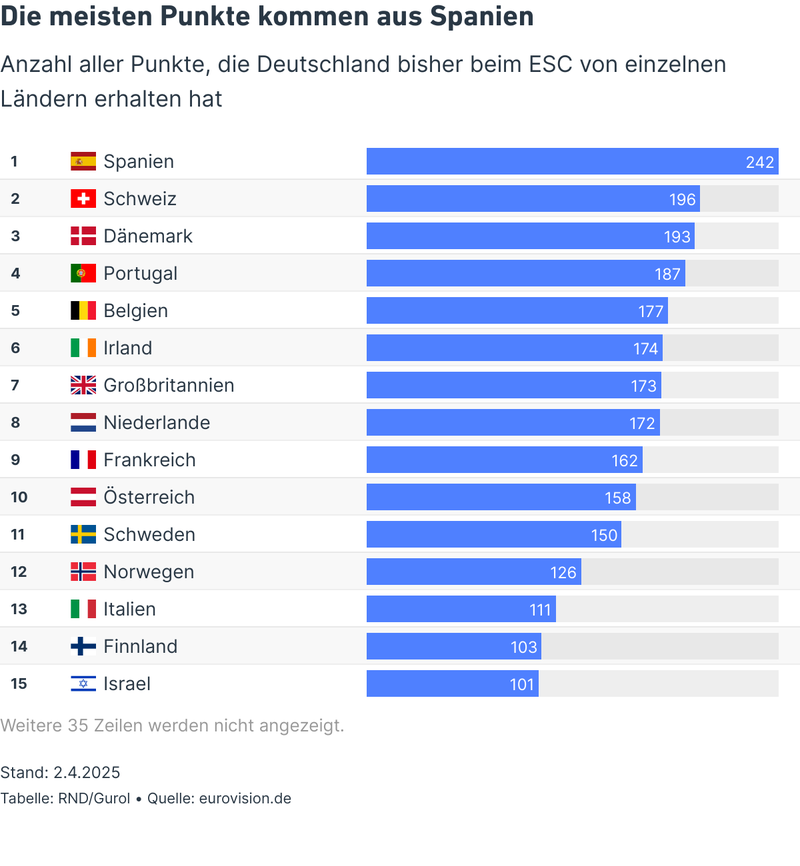 Die meisten Punkte kommen aus Spanien
Anzahl aller Punkte, die Deutschland bisher beim ESC von einzelnen
Ländern erhalten hat
1 Spanien 242
2 Schweiz 196
3 Dänemark 193
4 Portugal 187
5 Belgien 177
6 Irland 174
7 Großbritannien 173
8 Niederlande 172
9 Frankreich 162
10 Österreich 158
11 Schweden 150
12 Norwegen 126
13 Italien 111
14 Finnland 103
15 Israel 101
Weitere 35 Zeilen werden nicht angezeigt.
Stand: 2.4.2025
Tabelle: RND/Gurol • Quelle: eurovision.de